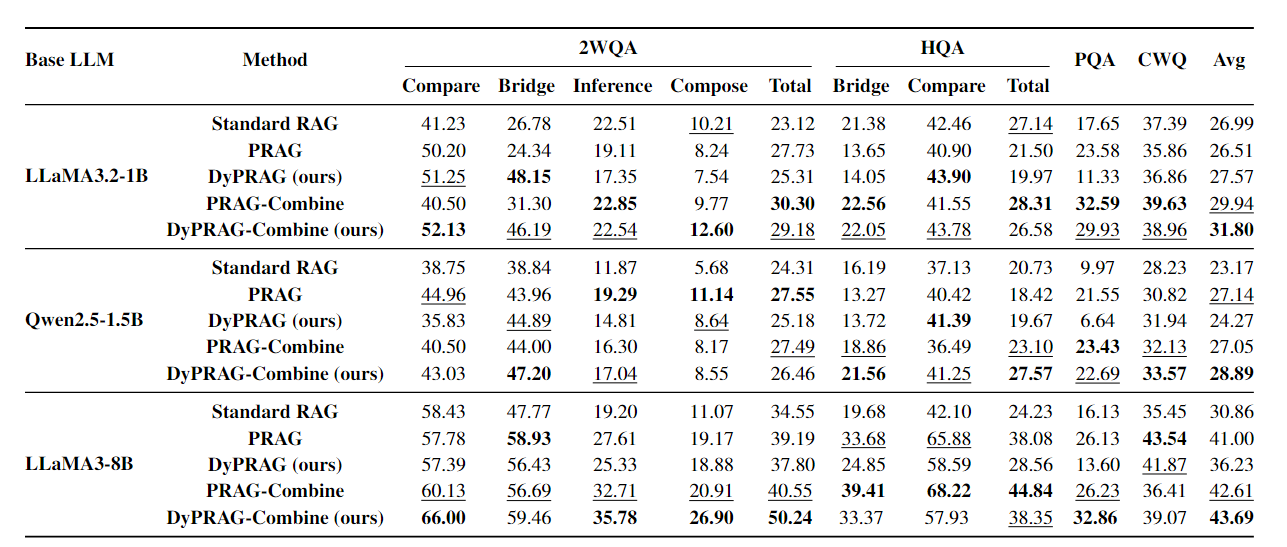 Base LLM Method 2WQA HQA PQA CWQ Avg
Compare Bridge Inference Compose Total Bridge Compare Total
Standard RAG 41.23 26.78 22.51 10.21 23.12 21.38 42.46 27.14 17.65 37.39 26.99
PRAG 50.20 24.34 19.11 8.24 27.73 13.65 40.90 21.50 23.58 35.86 26.51
LLaMA3.2-1B DyPRAG (ours) 51.25 48.15 17.35 7.54 25.31 14.05 43.90 19.97 11.33 36.86 27.57
PRAG-Combine 40.50 31.30 22.85 9.77 30.30 22.56 41.55 28.31 32.59 39.63 29.94
DyPRAG-Combine (ours) 52.13 46.19 22.54 12.60 29.18 22.05 43.78 26.58 29.93 38.96 31.80
Standard RAG 38.75 38.84 11.87 5.68 24.31 16.19 37.13 20.73 9.97 28.23 23.17
PRAG 44.96 43.96 19.29 11.14 27.55 13.27 40.42 18.42 21.55 30.82 27.14
Qwen2.5-1.5B DyPRAG (ours) 35.83 44.89 14.81 8.64 25.18 13.72 41.39 19.67 6.64 31.94 24.27
PRAG-Combine 40.50 44.00 16.30 8.17 27.49 18.86 36.49 23.10 23.43 32.13 27.05
DyPRAG-Combine (ours) 43.03 47.20 17.04 8.55 26.46 21.56 41.25 27.57 22.69 33.57 28.89
Standard RAG 58.43 47.77 19.20 11.07 34.55 19.68 42.10 24.23 16.13 35.45 30.86
PRAG 57.78 58.93 27.61 19.17 39.19 33.68 65.88 38.08 26.13 43.54 41.00
LLaMA3-8B DyPRAG (ours) 57.39 56.43 25.33 18.88 37.80 24.85 58.59 28.56 13.60 41.87 36.23
PRAG-Combine 60.13 56.69 32.71 20.91 40.55 39.41 68.22 44.84 26.23 36.41 42.61
DyPRAG-Combine (ours) 66.00 59.46 35.78 26.90 50.24 33.37 57.93 38.35 32.86 39.07 43.69